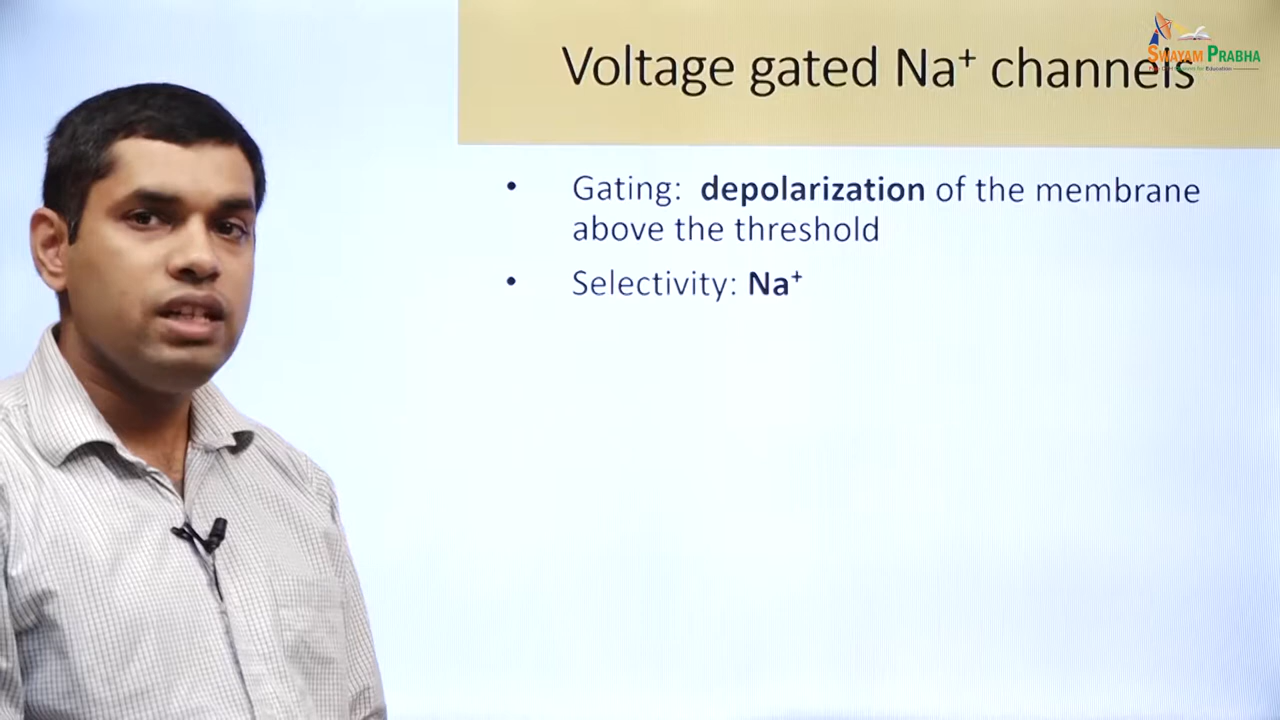 Voltage gated Na⁺ channels
SWAYAM PRABHA
• Gating: depolarization of the membrane
above the threshold
• Selectivity: Na⁺